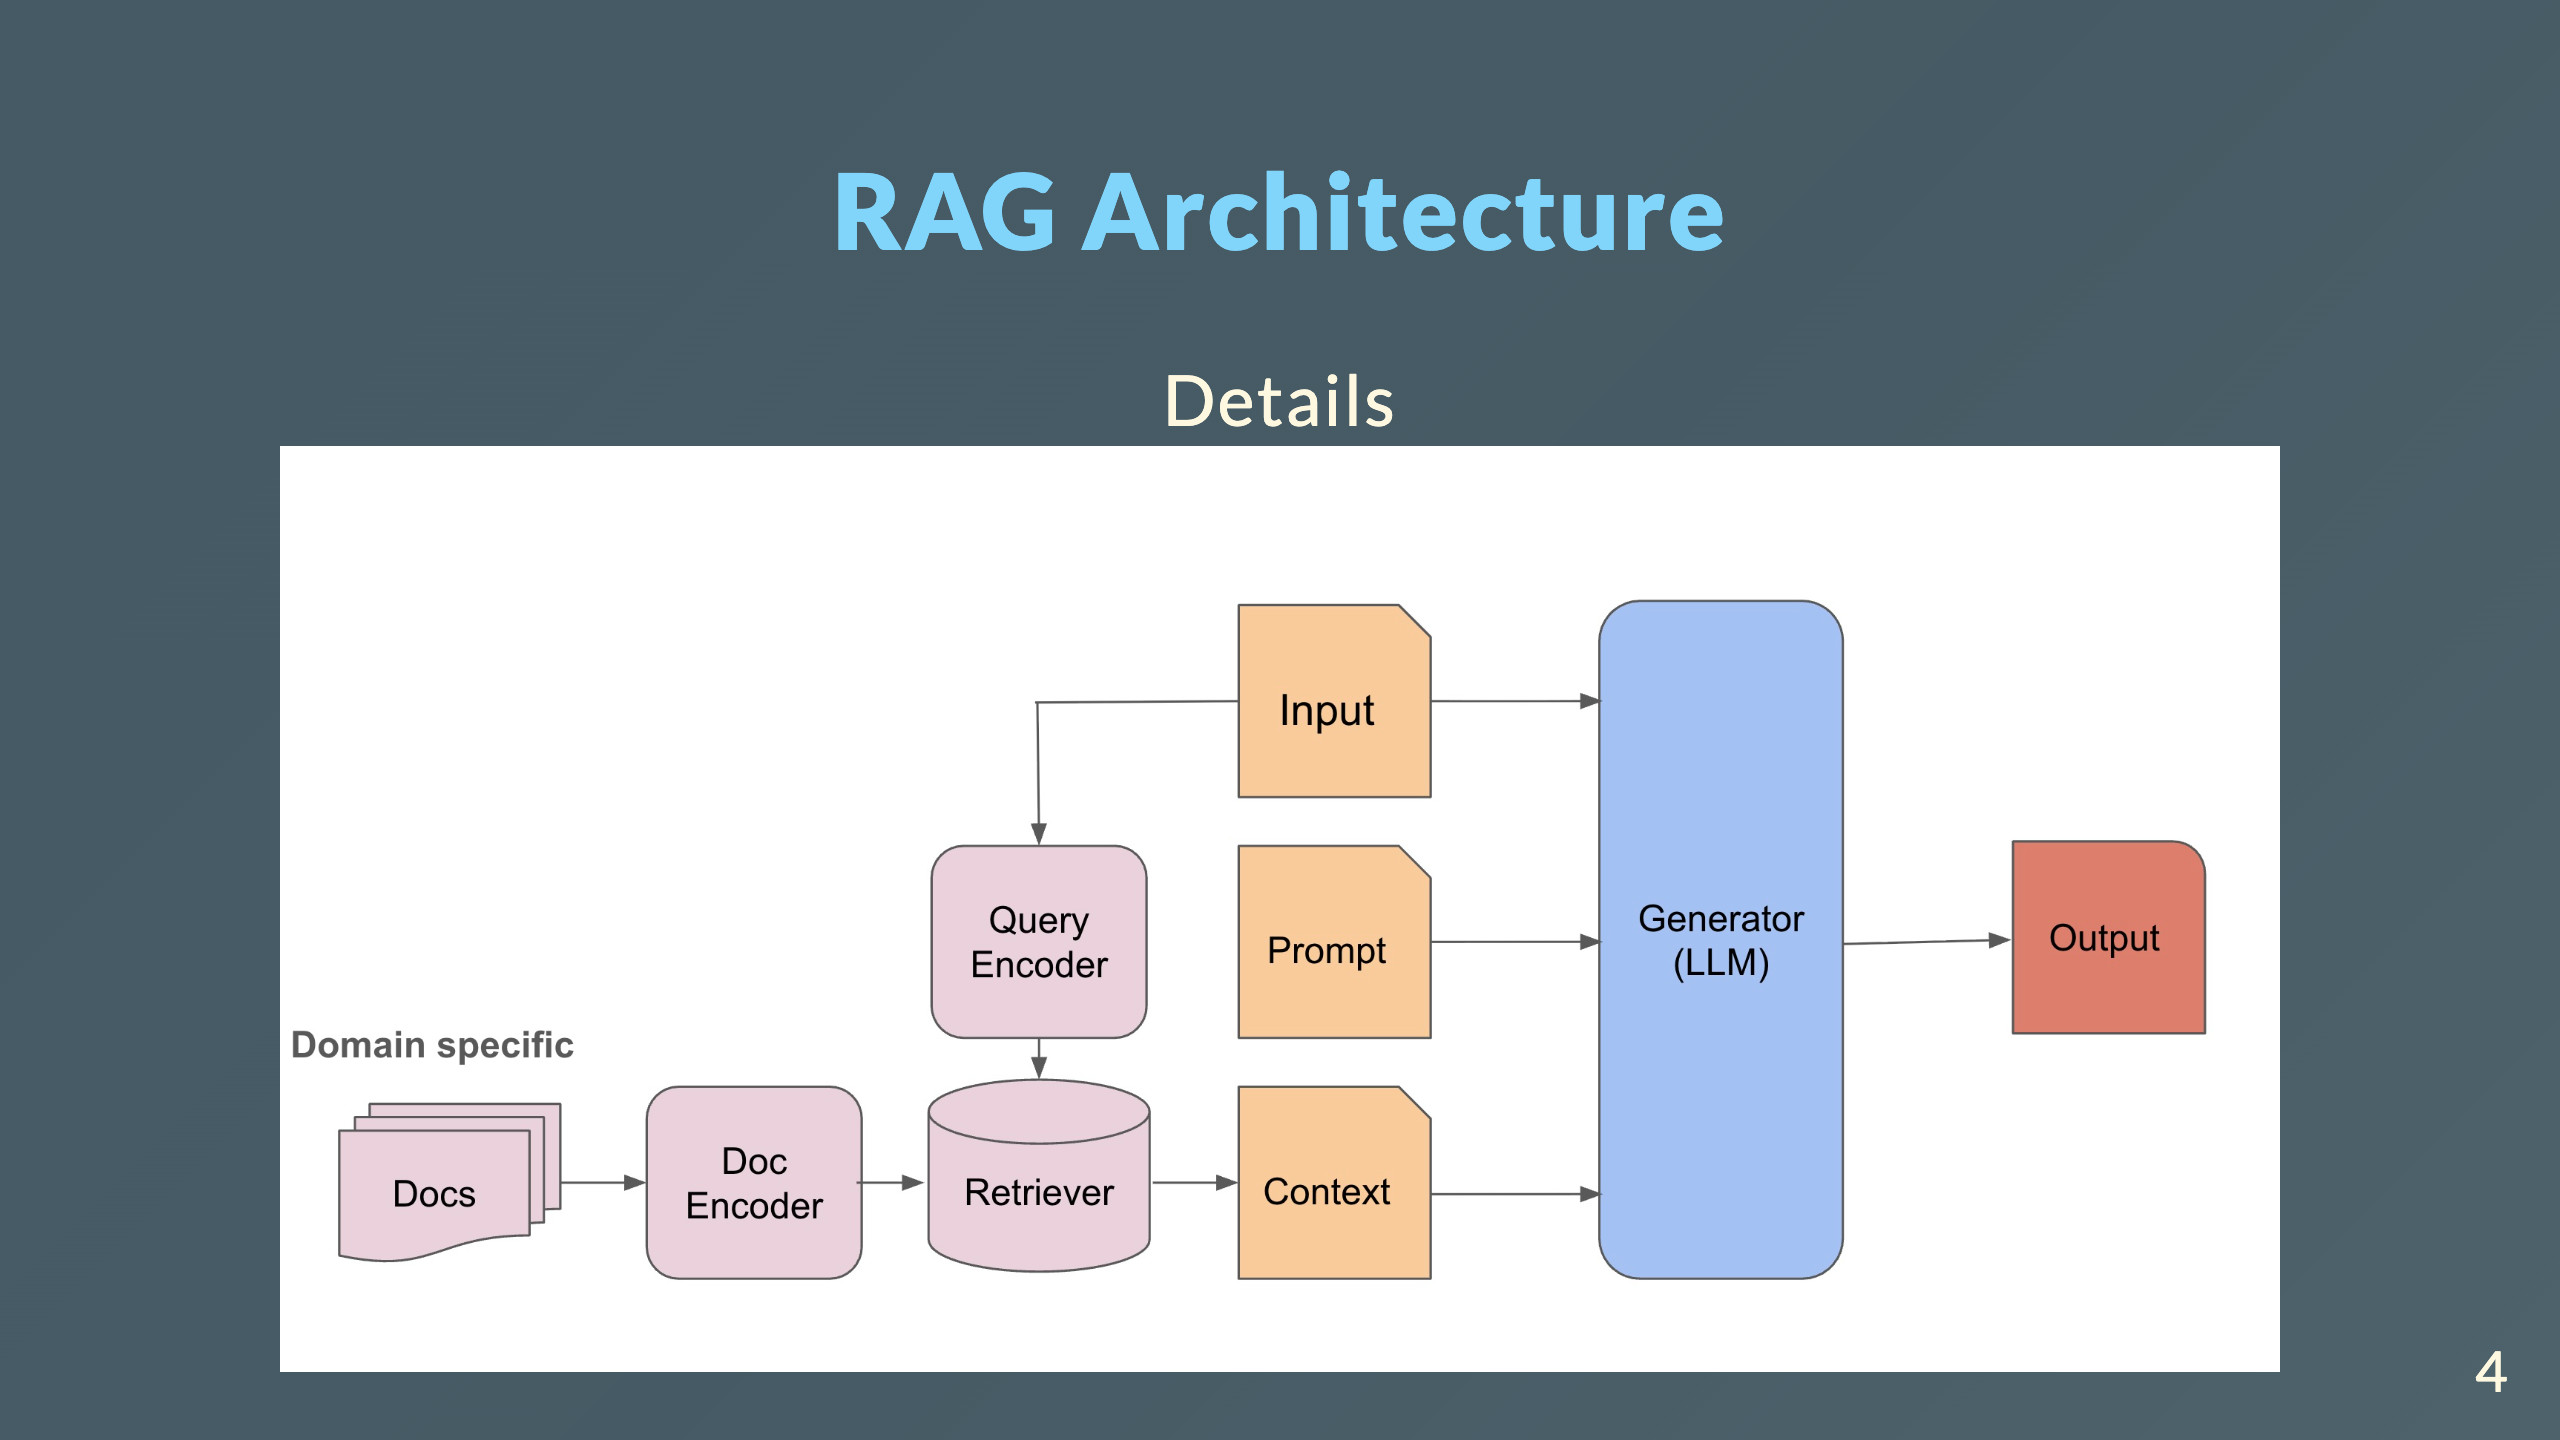 RAG Architecture
Details
Input
Query
Encoder
Prompt
Generator
(LLM)
Output
Domain specific
Docs
Doc
Encoder
Retriever
Context
4